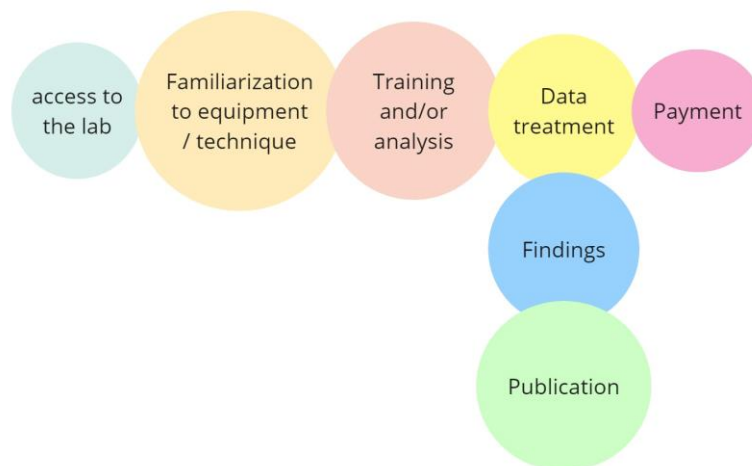 access to
the lab
Familiarization
to equipment
/ technique
Training
and/or
analysis
Data
treatment
Payment
Findings
Publication